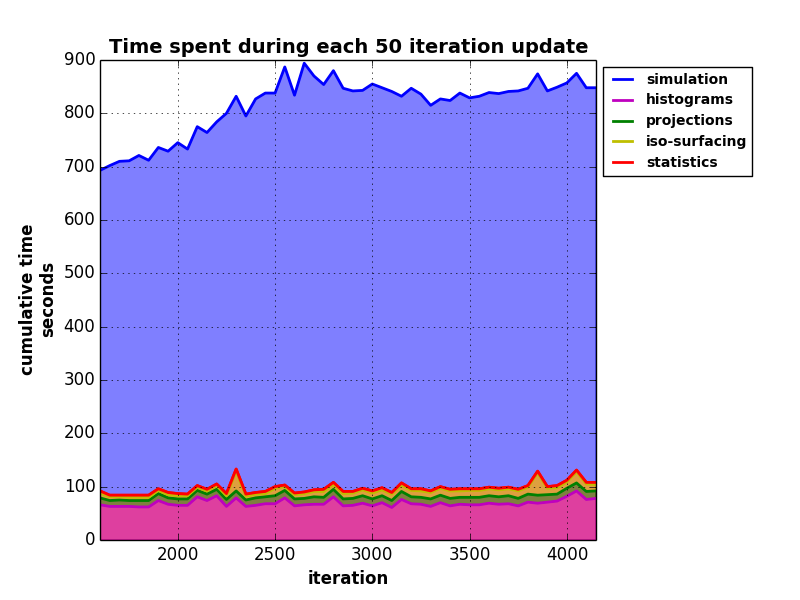 Time spent during each 50 iteration update
900
800
700
600
500
400
300
200
100
0
cumulative time
seconds
2000 2500 3000 3500 4000
iteration
simulation
histograms
projections
iso-surfacing
statistics